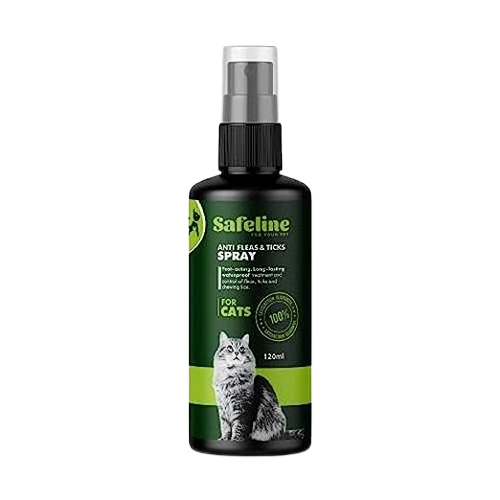 Safeline
FOR YOUR PET
ANTI FLEAS & TICKS
SPRAY
Fast-acting, Long-lasting
waterproof treatment and
control of fleas, ticks and
chewing lice.
FOR
CATS
100%
120ml